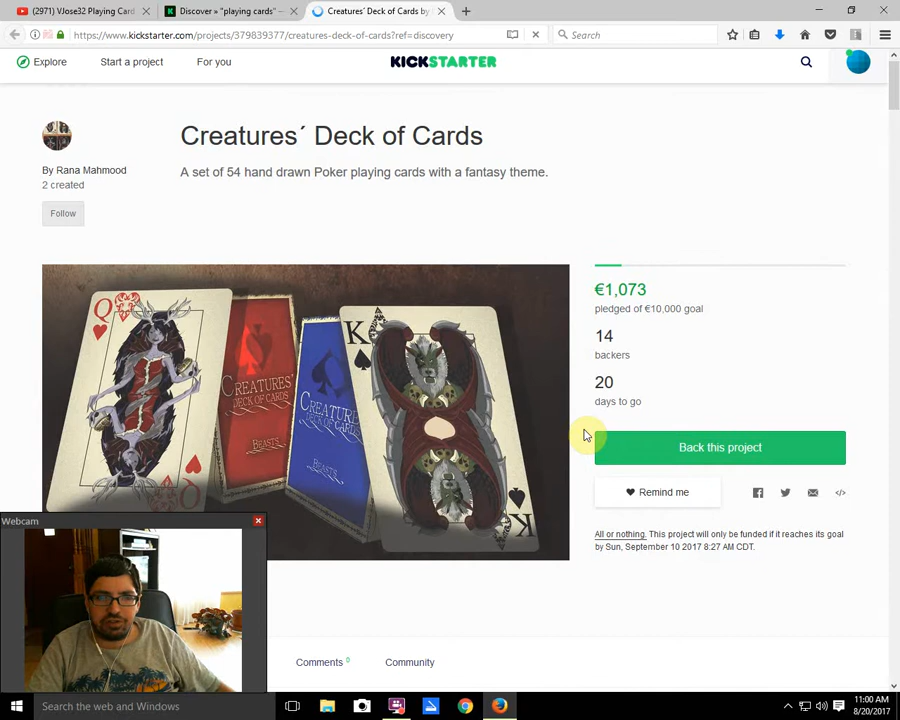 (2971) VJose32 Playing Card
Discover » "playing cards" —
Creatures´ Deck of Cards by
https://www.kickstarter.com/projects/379839377/creatures-deck-of-cards?ref=discovery
Search
Explore
Start a project
For you
KICKSTARTER
Creatures´ Deck of Cards
A set of 54 hand drawn Poker playing cards with a fantasy theme.
By Rana Mahmood
2 created
Follow
€1,073
pledged of €10,000 goal
14
backers
20
days to go
Back this project
Remind me
All or nothing. This project will only be funded if it reaches its goal
by Sun, September 10 2017 8:27 AM CDT.
Q
CREATURES'
DECK OF CARDS
BEASTS
CREATURE
DECK OF CARD
BEASTS
K
K
Q
Webcam
Comments 0
Community
Search the web and Windows
11:00 AM
8/20/2017